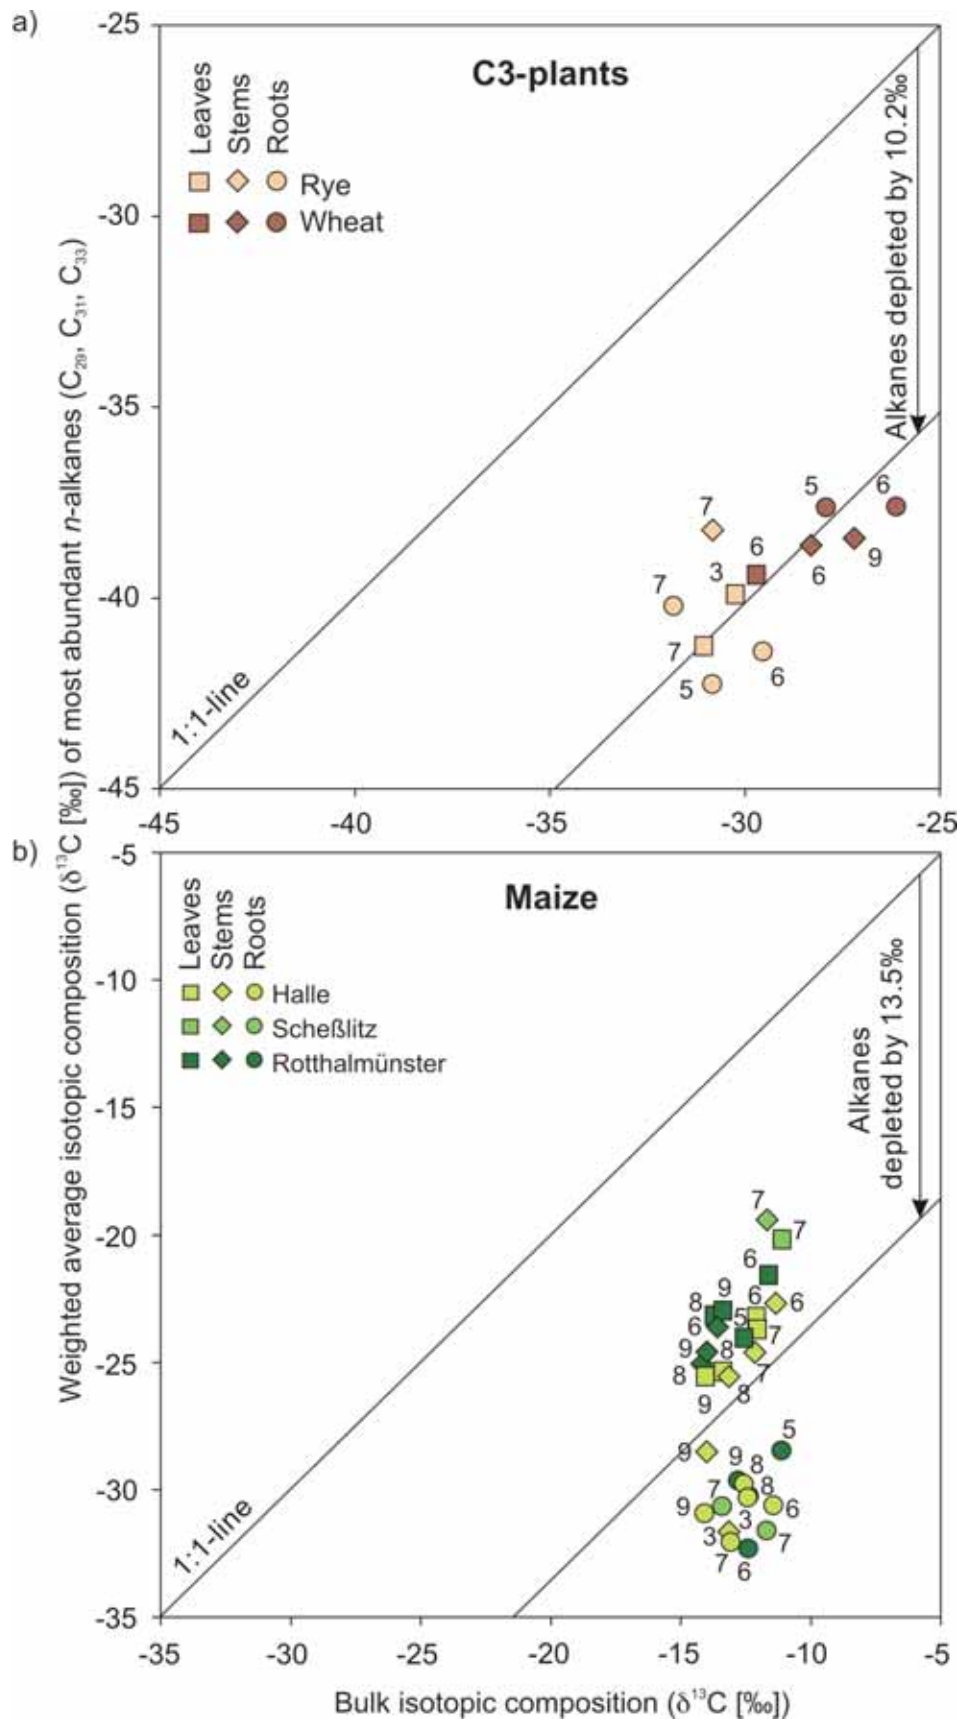 a)
C3-plants
Leaves
Stems
Roots
Rye
Wheat
Alkanes depleted by 10.2‰
1:1-line
-25
-30
-35
-40
-45
7
5
6
6
3
6
9
7
7
6
5
-45
-40
-35
-30
-25
Weighted average isotopic composition (δ¹³C [‰]) of most abundant n-alkanes (C₂₉, C₃₁, C₃₃)
b)
Maize
Leaves
Stems
Roots
Halle
Scheßlitz
Rotthalmünster
Alkanes
depleted by 13.5‰
1:1-line
-5
-10
-15
-20
-25
-30
-35
7
7
6
9
6
8
6
6
5
7
9
8
8
7
9
8
5
9
9
8
7
8
9
6
3
3
7
7
6
-35
-30
-25
-20
-15
-10
-5
Bulk isotopic composition (δ¹³C [‰])